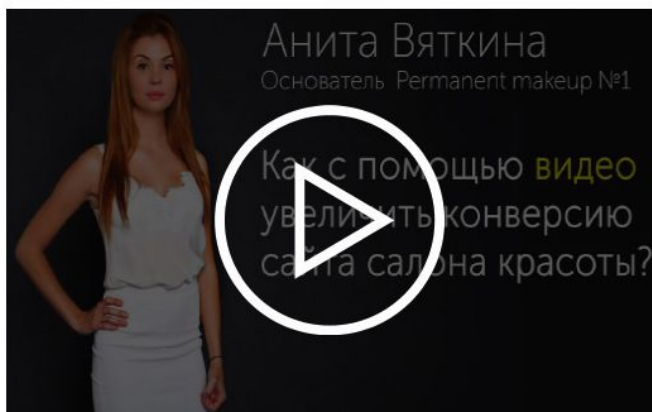 Анита Вяткина
Основатель Permanent makeup №1
Как с помощью видео
увеличить конверсию
сайта салона красоты?